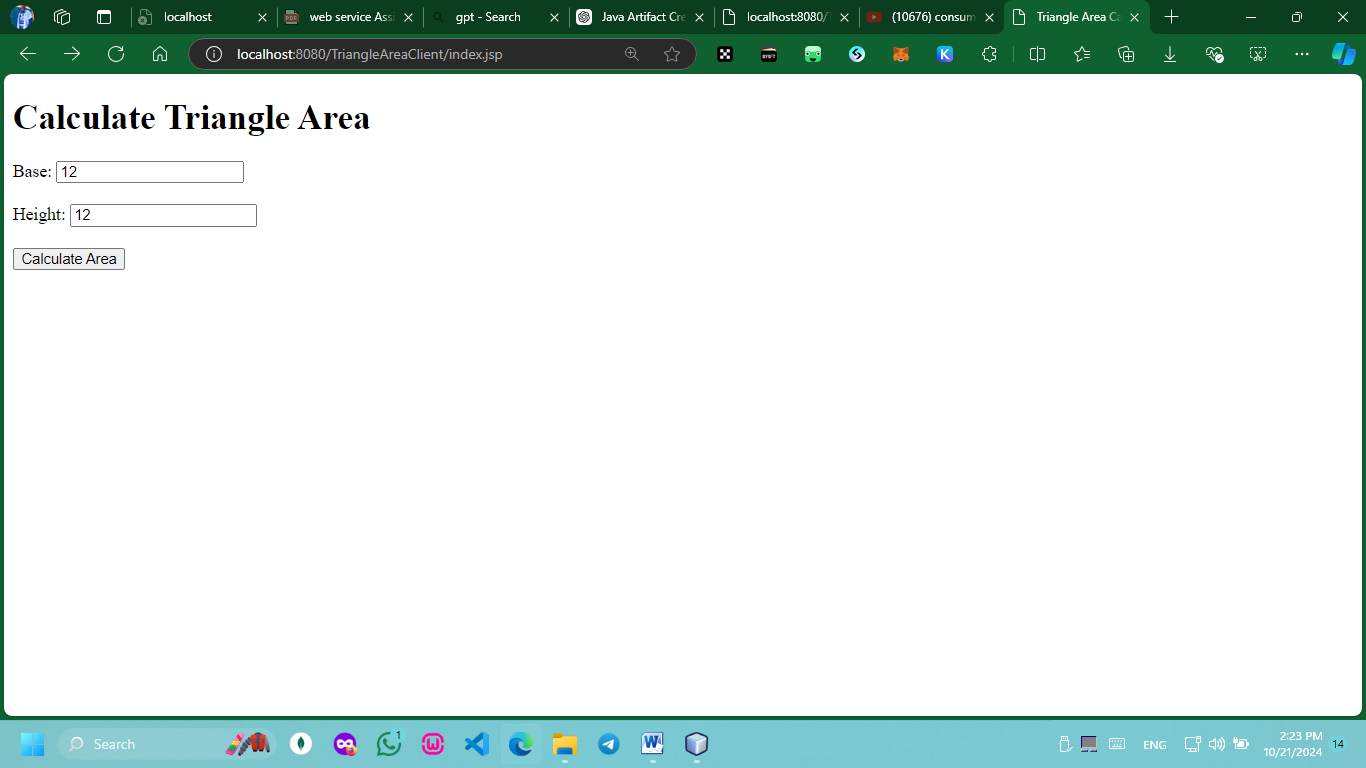 localhost
web service Assi
gpt - Search
Java Artifact Cre
localhost:8080/
(10676) consum
Triangle Area Ca
localhost:8080/TriangleAreaClient/index.jsp
Calculate Triangle Area
Base: 12
Height: 12
Calculate Area
Search
1
ENG
2:23 PM
10/21/2024
14